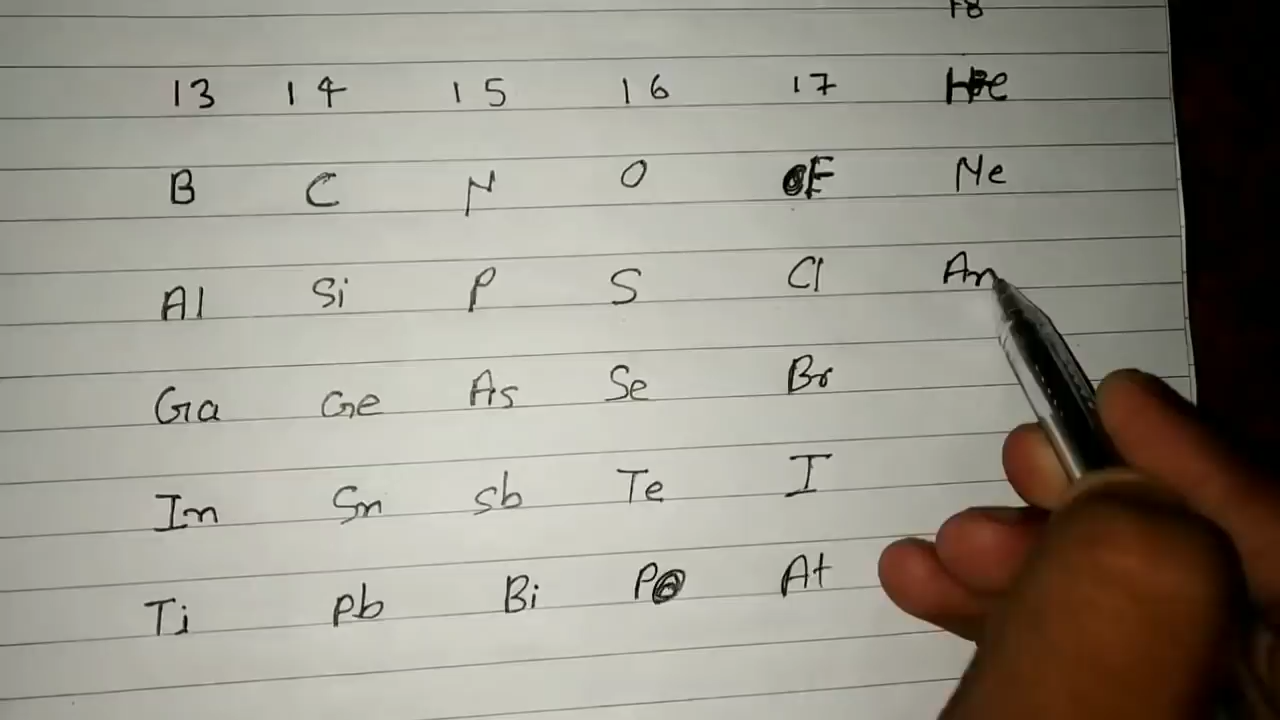 18
13 14 15 16 17 He
B C N O F Ne
Al Si P S Cl Ar
Ga Ge As Se Br
In Sn Sb Te I
Ti Pb Bi Po At